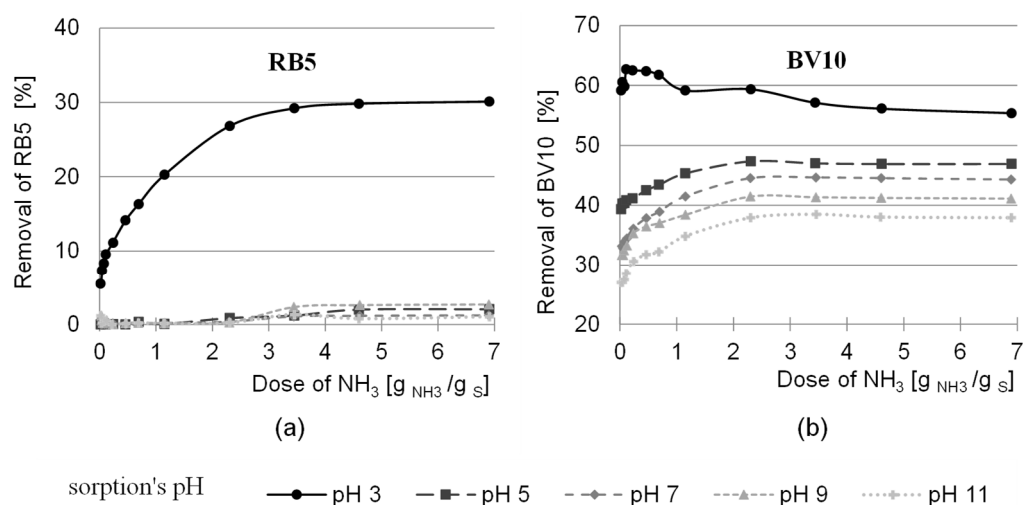 RB5
Removal of RB5 [%]
40
30
20
10
0
0 1 2 3 4 5 6 7
Dose of NH₃ [g NH3 /g S]
(a)
BV10
Removal of BV10 [%]
70
60
50
40
30
20
0 1 2 3 4 5 6 7
Dose of NH₃ [g NH3 /g S]
(b)
sorption's pH
pH 3
pH 5
pH 7
pH 9
pH 11